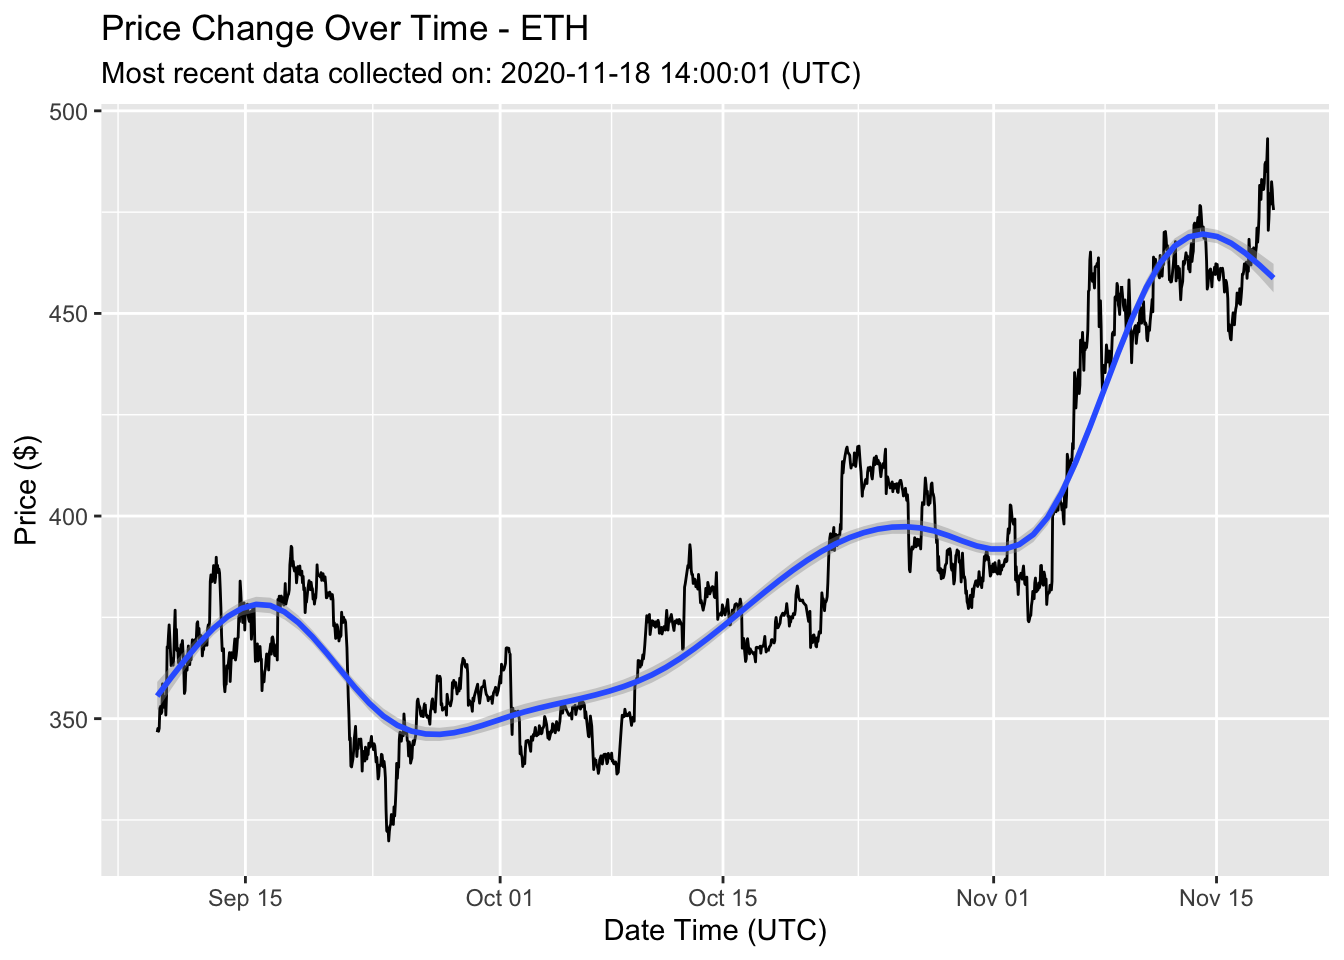 Price Change Over Time - ETH
Most recent data collected on: 2020-11-18 14:00:01 (UTC)
500
450
400
350
Price ($)
Sep 15
Oct 01
Oct 15
Nov 01
Nov 15
Date Time (UTC)